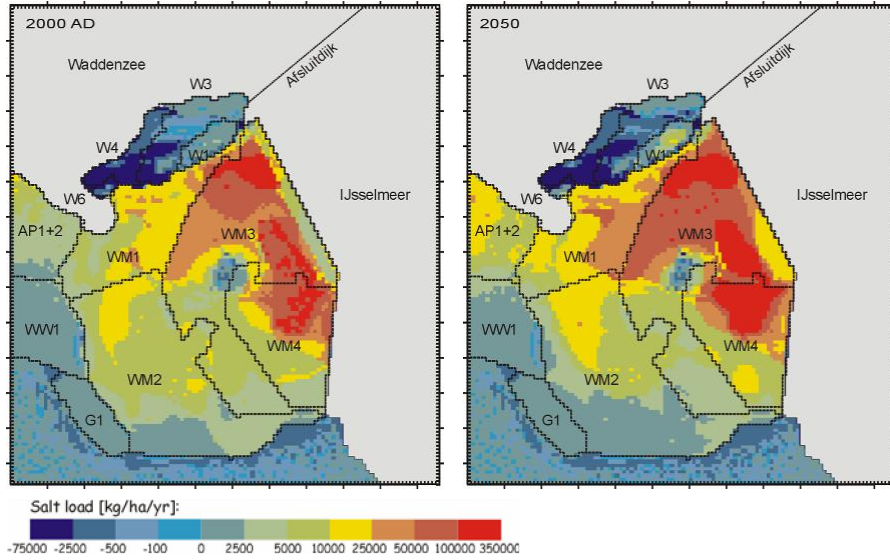 2000 AD
Waddenzee
Afsluitdijk
W3
W4
W1
W6
IJsselmeer
AP1+2
WM3
WM1
WW1
WM4
WM2
G1
2050
Waddenzee
Afsluitdijk
W3
W4
W1
W6
IJsselmeer
AP1+2
WM3
WM1
WW1
WM4
WM2
G1
Salt load [kg/ha/yr]:
-75000 -2500 -500 -100 0 2500 5000 10000 25000 50000 100000 350000